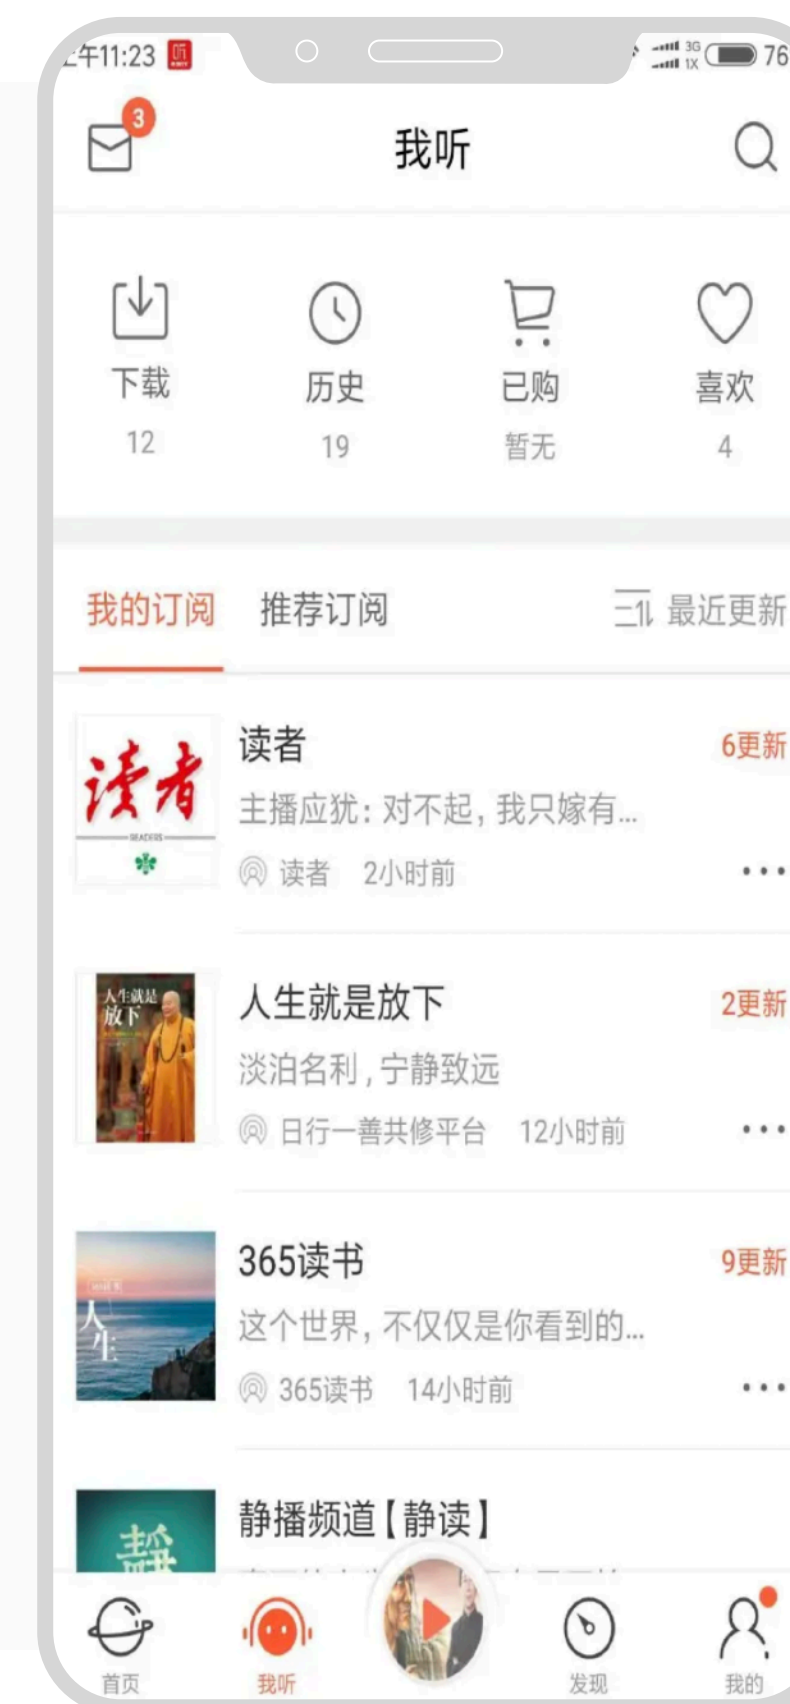 午11:23 听
3G
1X
76
3
我听
下载
历史
已购
喜欢
12
19
暂无
4
我的订阅
推荐订阅
最近更新
读者
READERS
读者
6更新
主播应犹：对不起，我只嫁有...
读者 2小时前
人生就是
放下
人生就是放下
2更新
淡泊名利,宁静致远
日行一善共修平台 12小时前
人生
365读书
9更新
这个世界，不仅仅是你看到的...
365读书 14小时前
静
静播频道【静读】
首页
我听
发现
我的